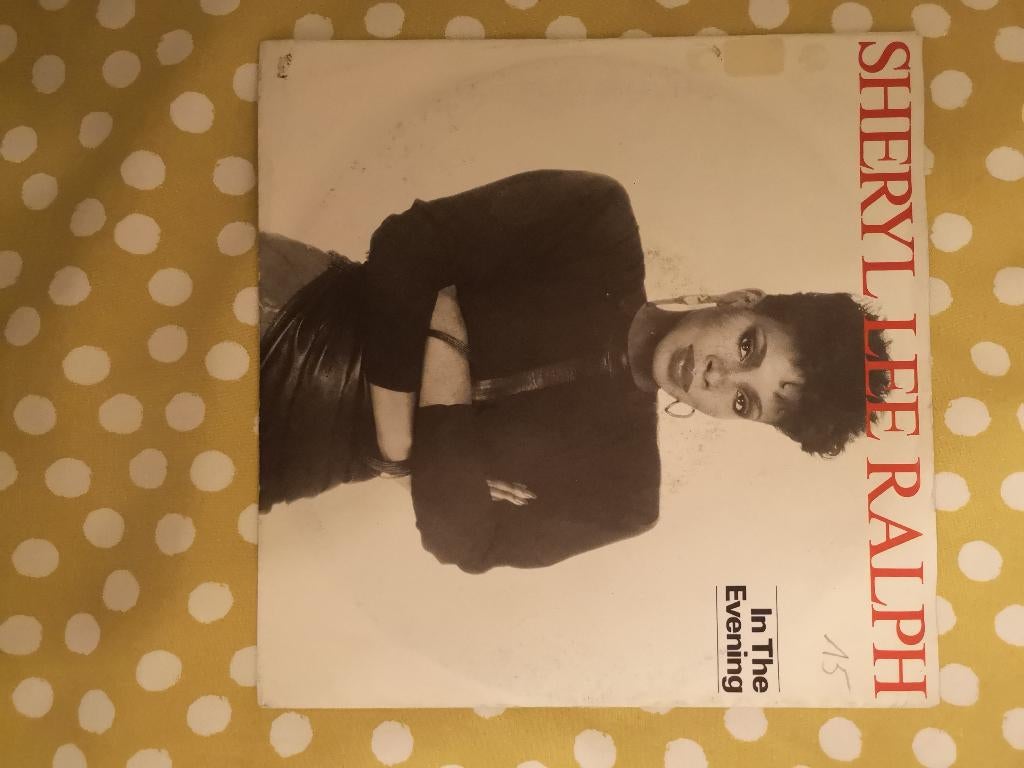 SHERYL LEE RALPH
In The
Evening
15